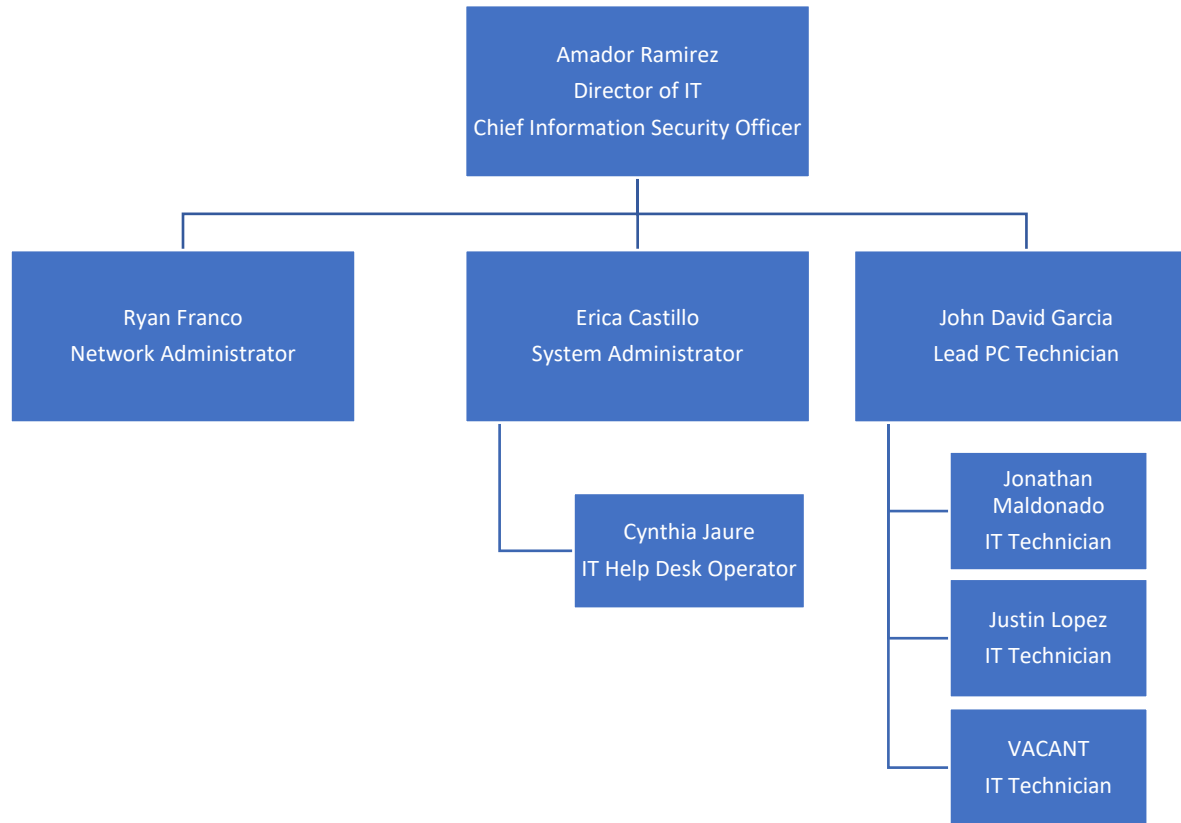 Amador Ramirez
Director of IT
Chief Information Security Officer
Ryan Franco
Network Administrator
Erica Castillo
System Administrator
John David Garcia
Lead PC Technician
Cynthia Jaure
IT Help Desk Operator
Jonathan
Maldonado
IT Technician
Justin Lopez
IT Technician
VACANT
IT Technician